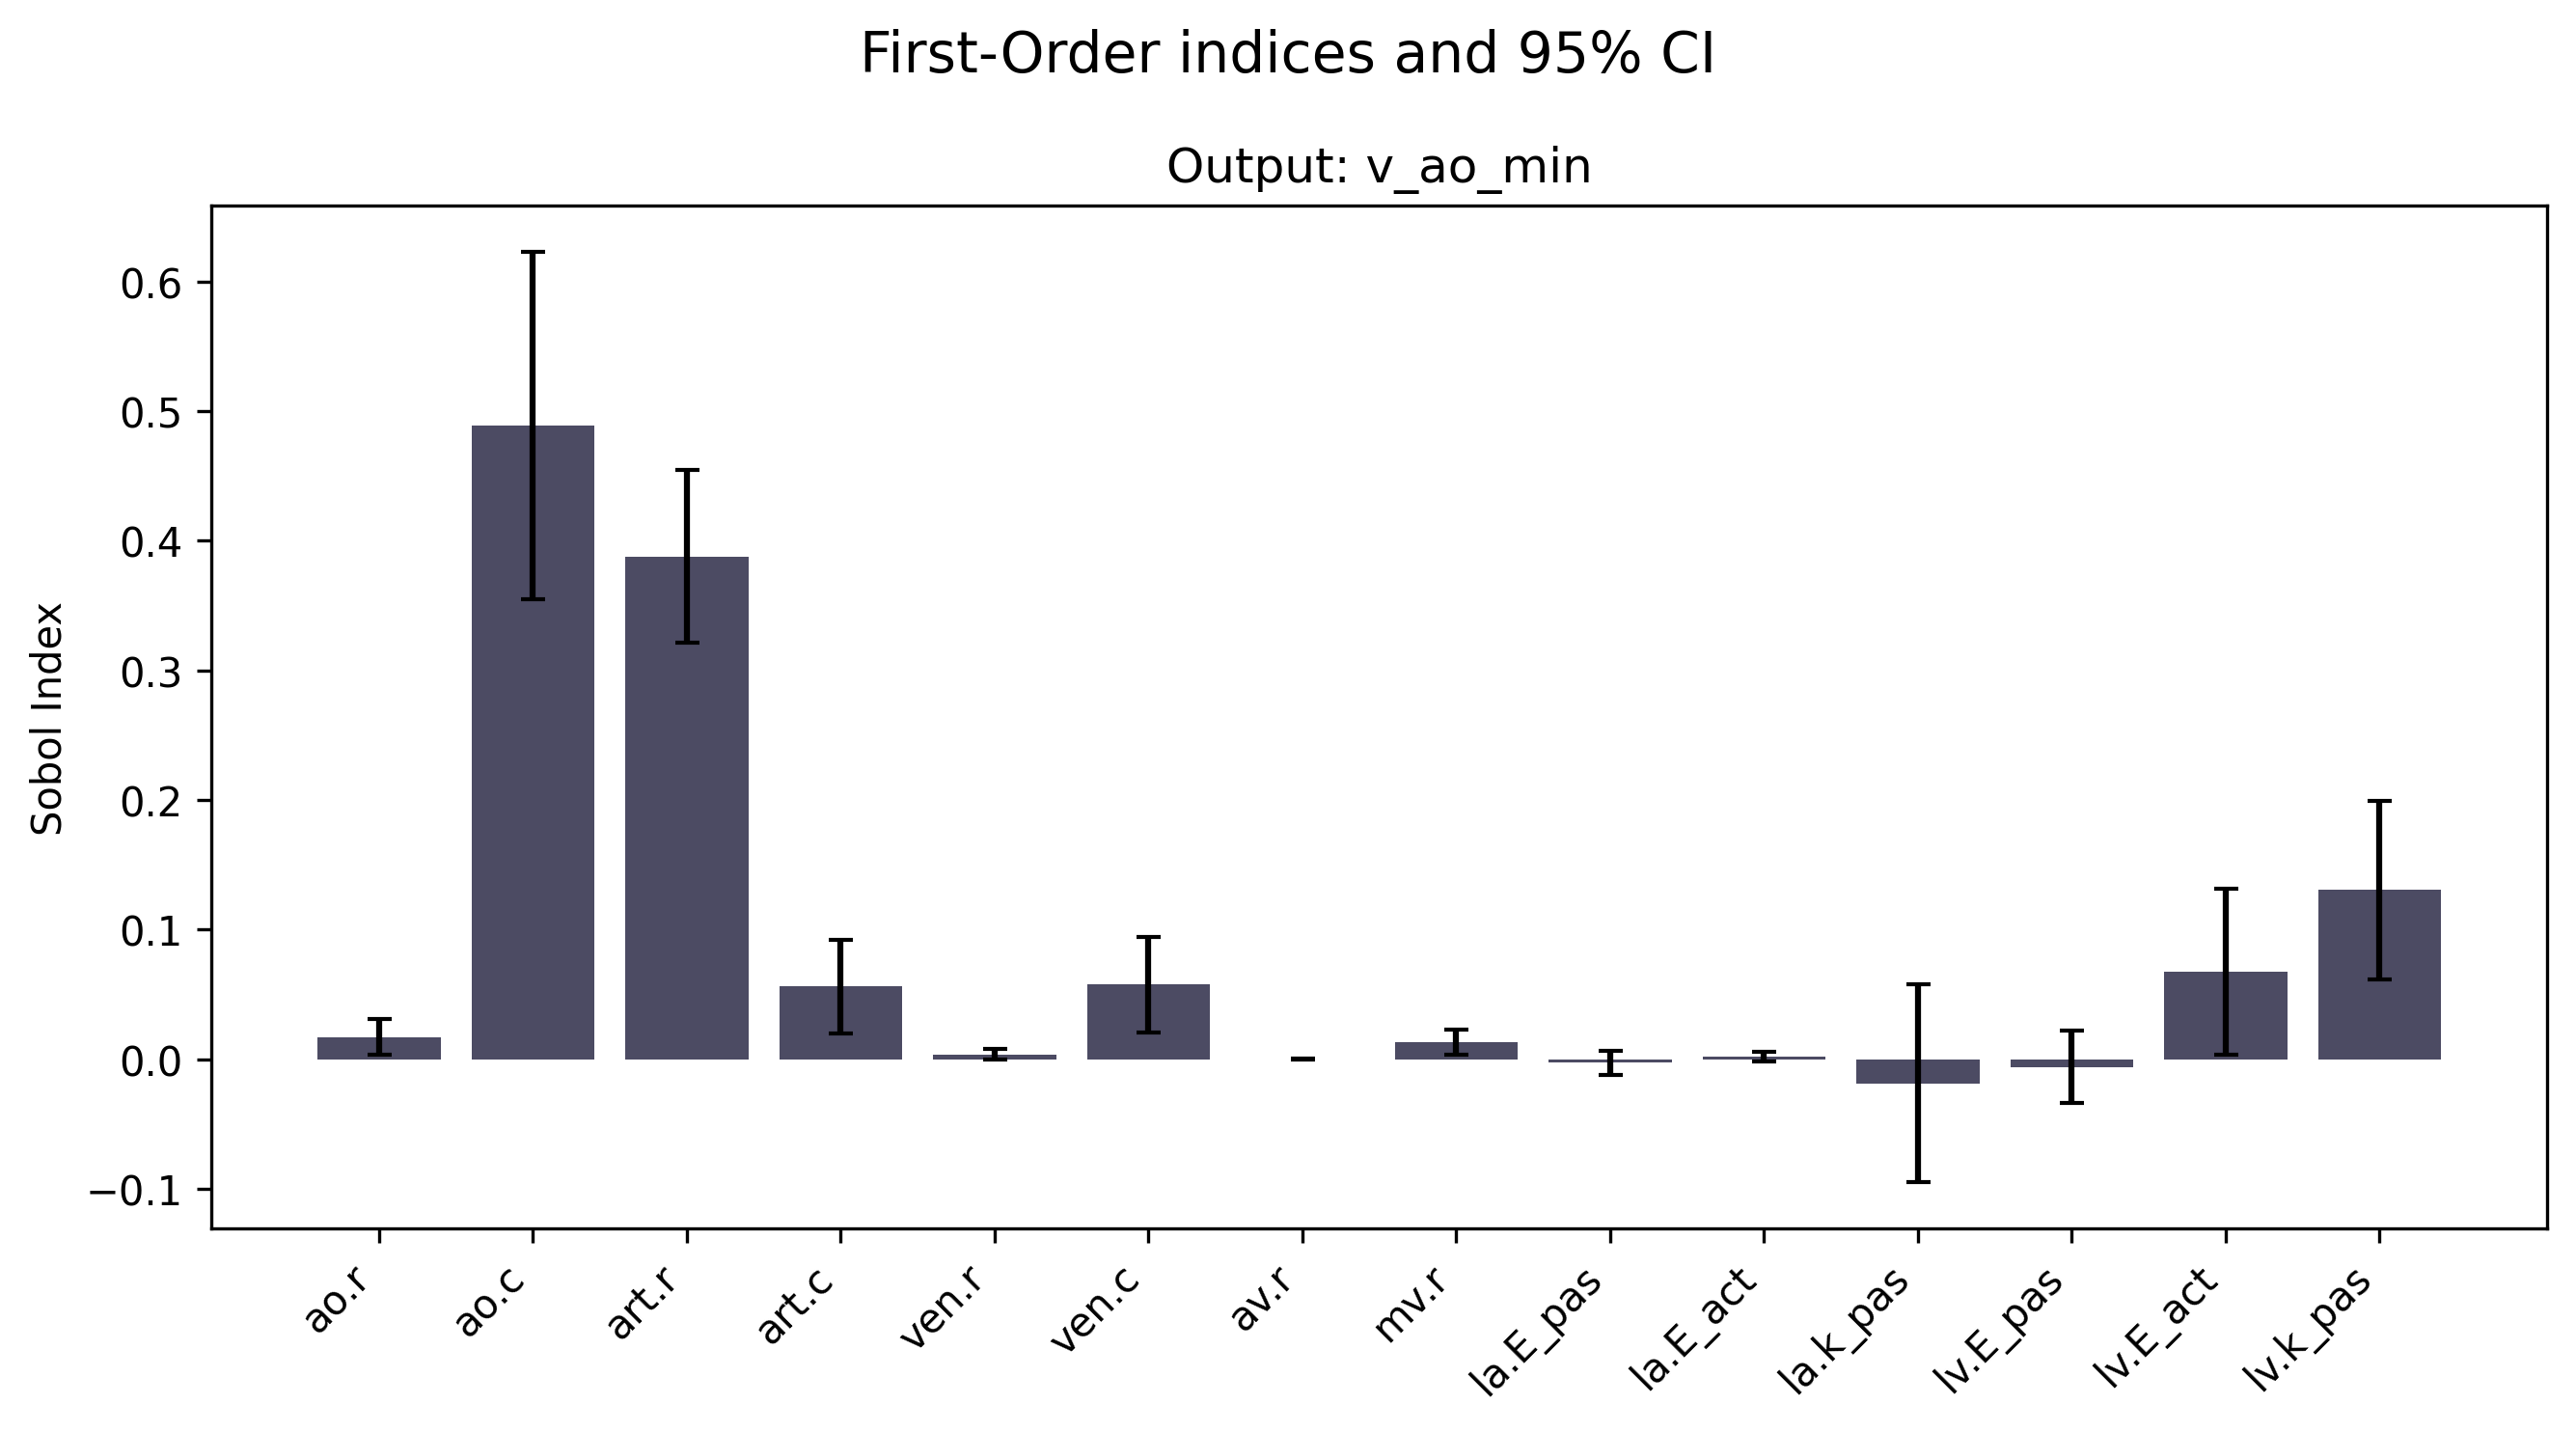 First-Order indices and 95% CI
Output: v_ao_min
Sobol Index
0.6
0.5
0.4
0.3
0.2
0.1
0.0
−0.1
ao.r
ao.c
art.r
art.c
ven.r
ven.c
av.r
mv.r
la.E_pas
la.E_act
la.k_pas
lv.E_pas
lv.E_act
lv.k_pas